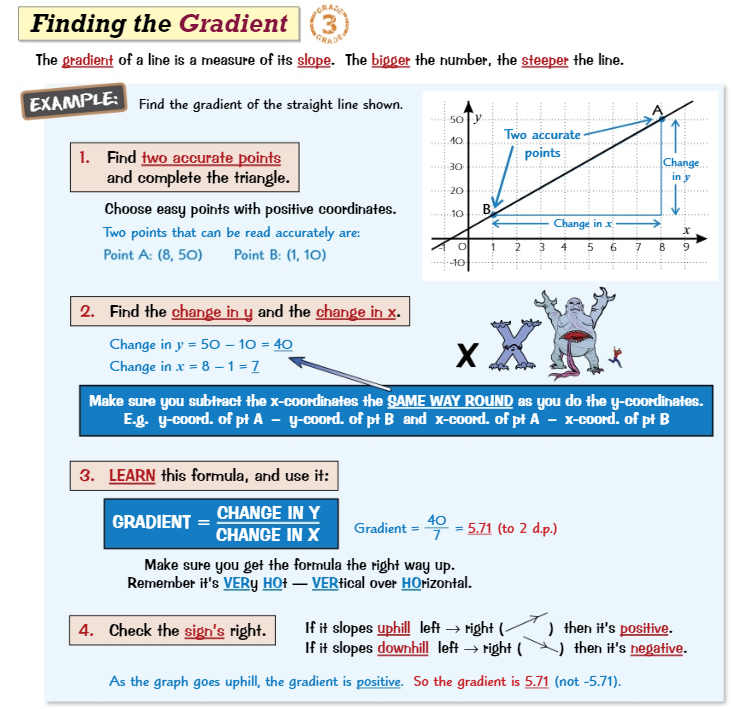 Finding the Gradient
GRADE 3 GRADE
The gradient of a line is a measure of its slope. The bigger the number, the steeper the line.
EXAMPLE:
Find the gradient of the straight line shown.
1. Find two accurate points
and complete the triangle.
Choose easy points with positive coordinates.
Two points that can be read accurately are:
Point A: (8, 50) Point B: (1, 10)
y
50
40
30
20
10
0
-10
-1 1 2 3 4 5 6 7 8 9
x
A
B
Two accurate
points
Change
in y
Change in x
2. Find the change in y and the change in x.
Change in y = 50 – 10 = 40
Change in x = 8 – 1 = 7
X
Make sure you subtract the x-coordinates the SAME WAY ROUND as you do the y-coordinates.
E.g. y-coord. of pt A – y-coord. of pt B and x-coord. of pt A – x-coord. of pt B
3. LEARN this formula, and use it:
GRADIENT = CHANGE IN Y / CHANGE IN X
Gradient = 40/7 = 5.71 (to 2 d.p.)
Make sure you get the formula the right way up.
Remember it's VERy HOt — VERtical over HOrizontal.
4. Check the sign's right.
If it slopes uphill left → right ( ) then it's positive.
If it slopes downhill left → right ( ) then it's negative.
As the graph goes uphill, the gradient is positive. So the gradient is 5.71 (not -5.71).